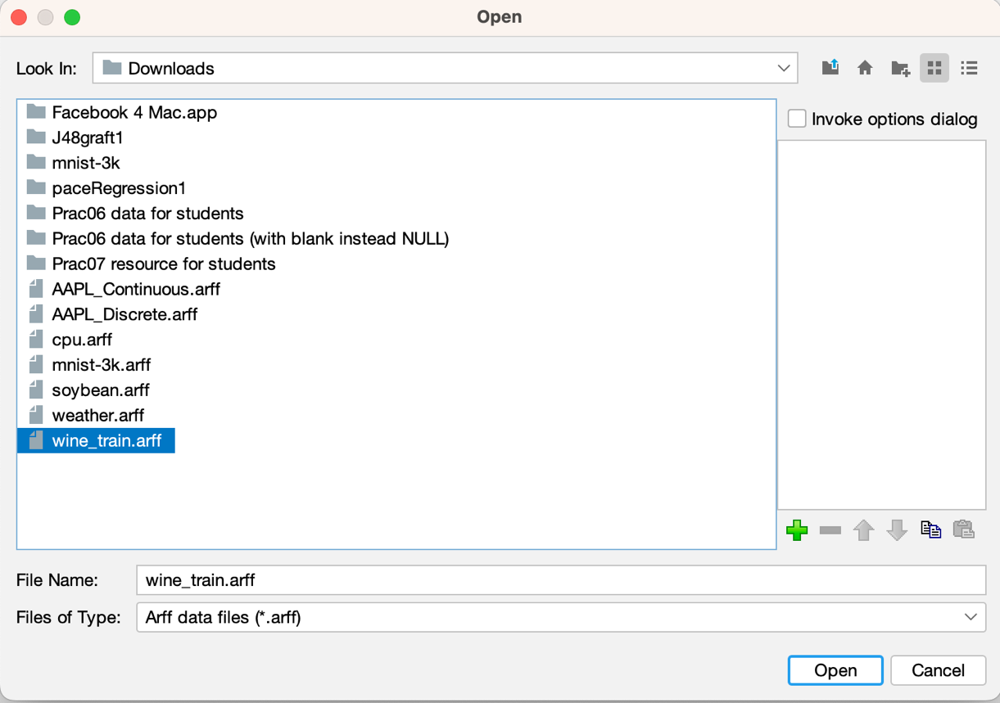 Open
Look In: Downloads
Facebook 4 Mac.app
Invoke options dialog
J48graft1
mnist-3k
paceRegression1
Prac06 data for students
Prac06 data for students (with blank instead NULL)
Prac07 resource for students
AAPL_Continuous.arff
AAPL_Discrete.arff
cpu.arff
mnist-3k.arff
soybean.arff
weather.arff
wine_train.arff
File Name: wine_train.arff
Files of Type: Arff data files (*.arff)
Open Cancel